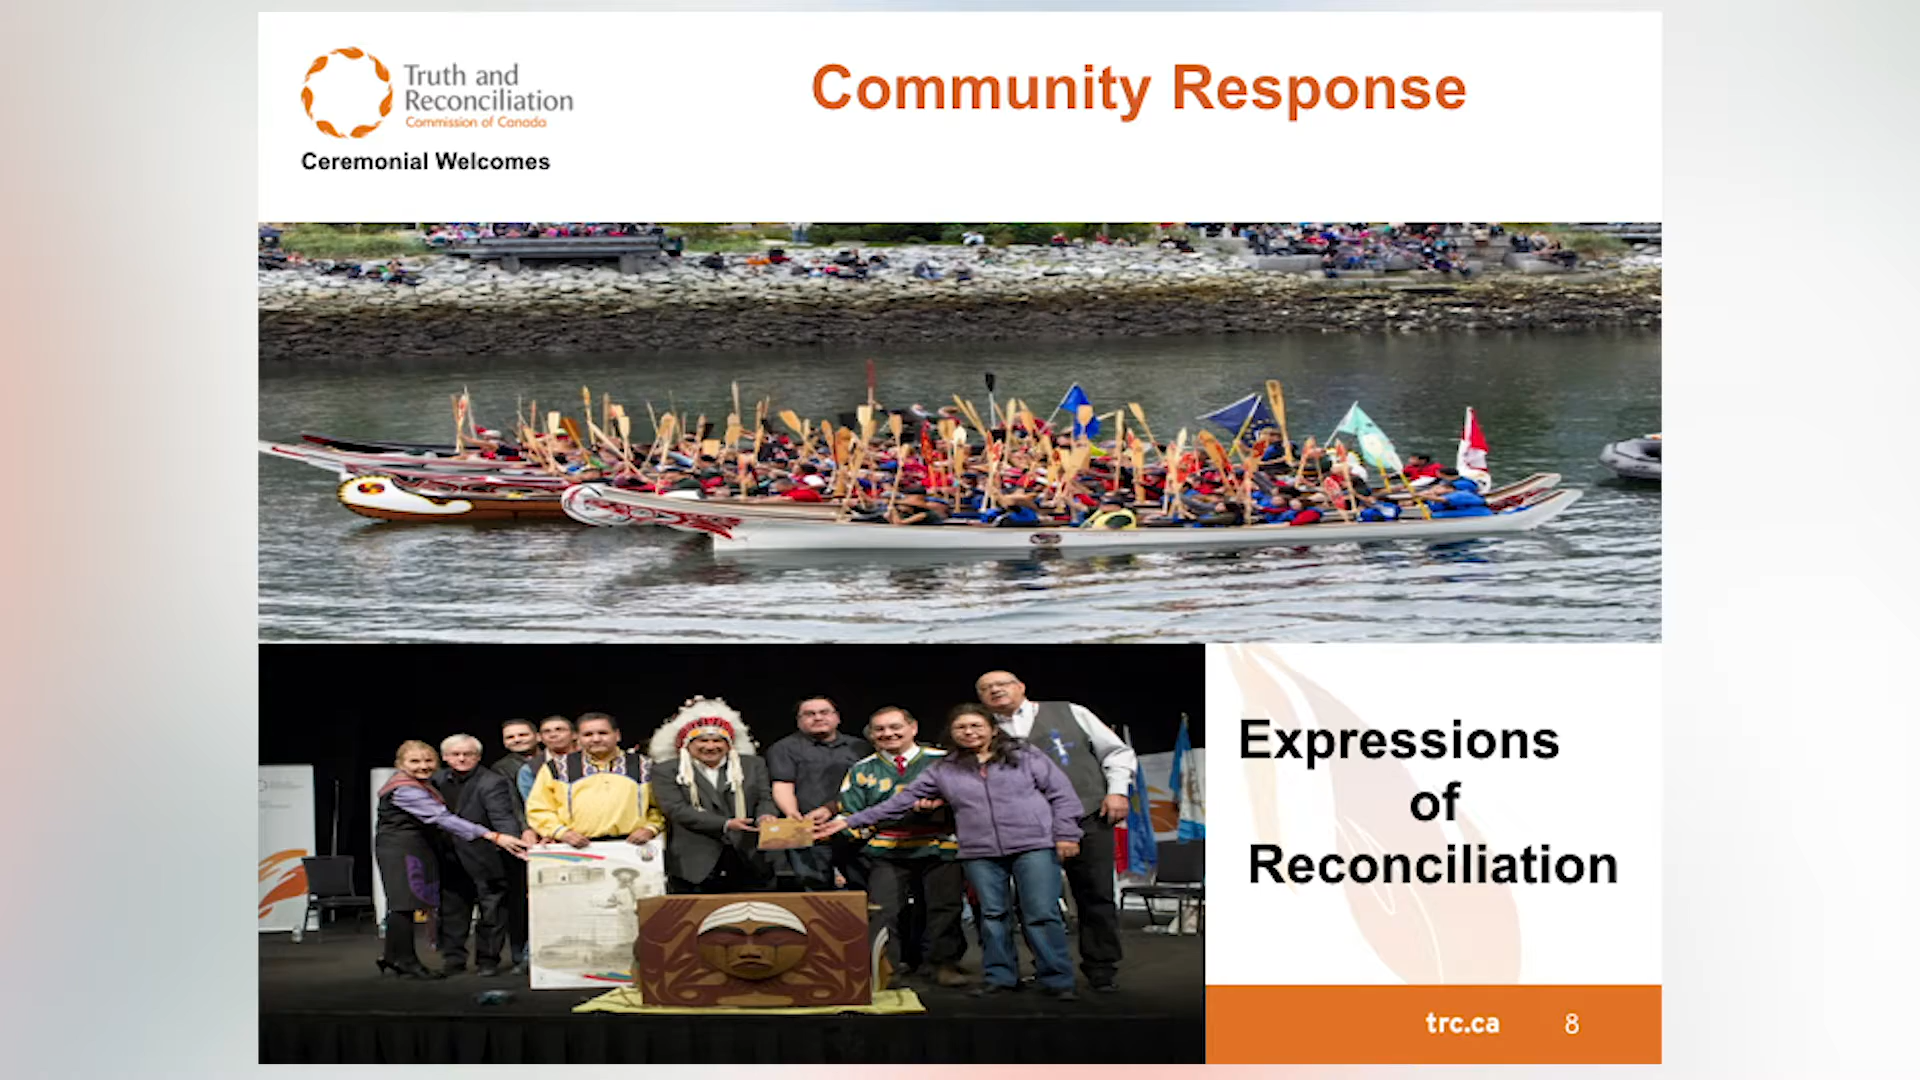 Truth and
Reconciliation
Commission of Canada
Community Response
Ceremonial Welcomes
Expressions
of
Reconciliation
trc.ca 8